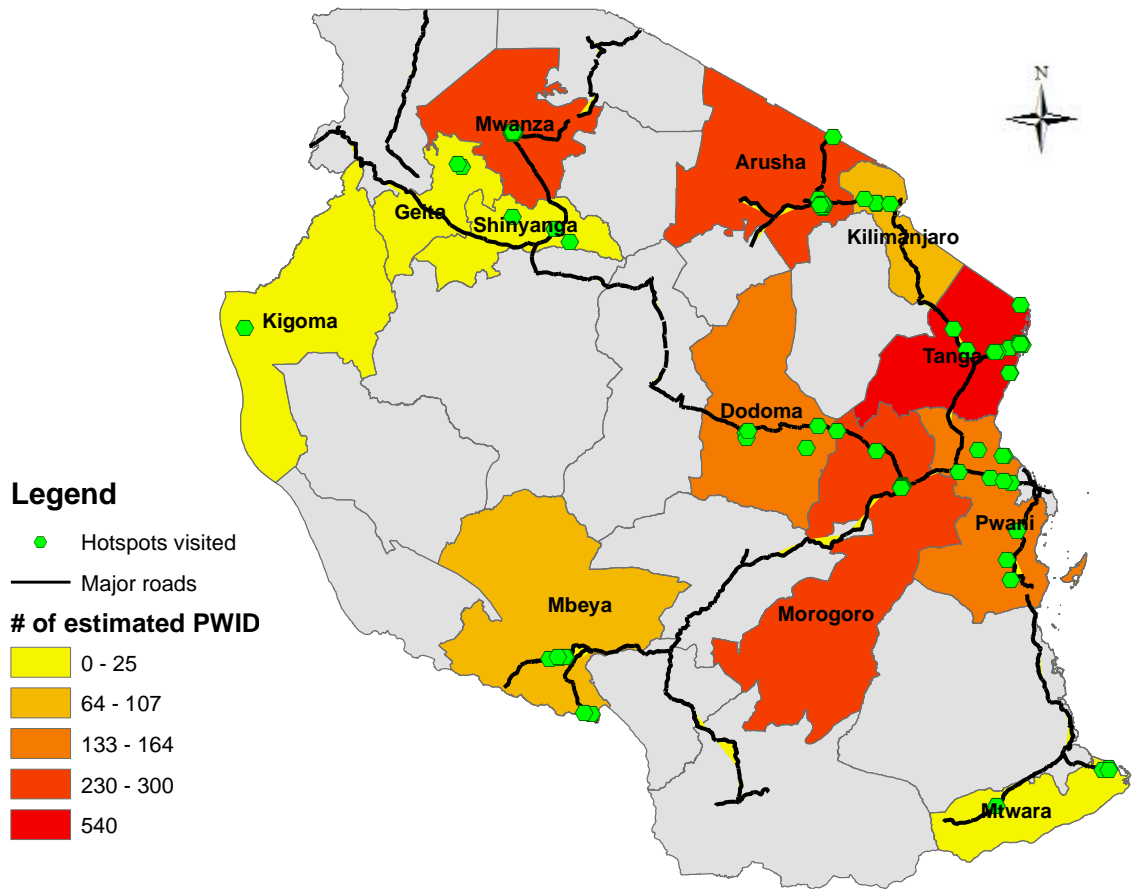 N
Mwanza
Arusha
Geita
Shinyanga
Kilimanjaro
Kigoma
Tanga
Dodoma
Pwani
Mbeya
Morogoro
Mtwara
Legend
Hotspots visited
Major roads
# of estimated PWID
0 - 25
64 - 107
133 - 164
230 - 300
540